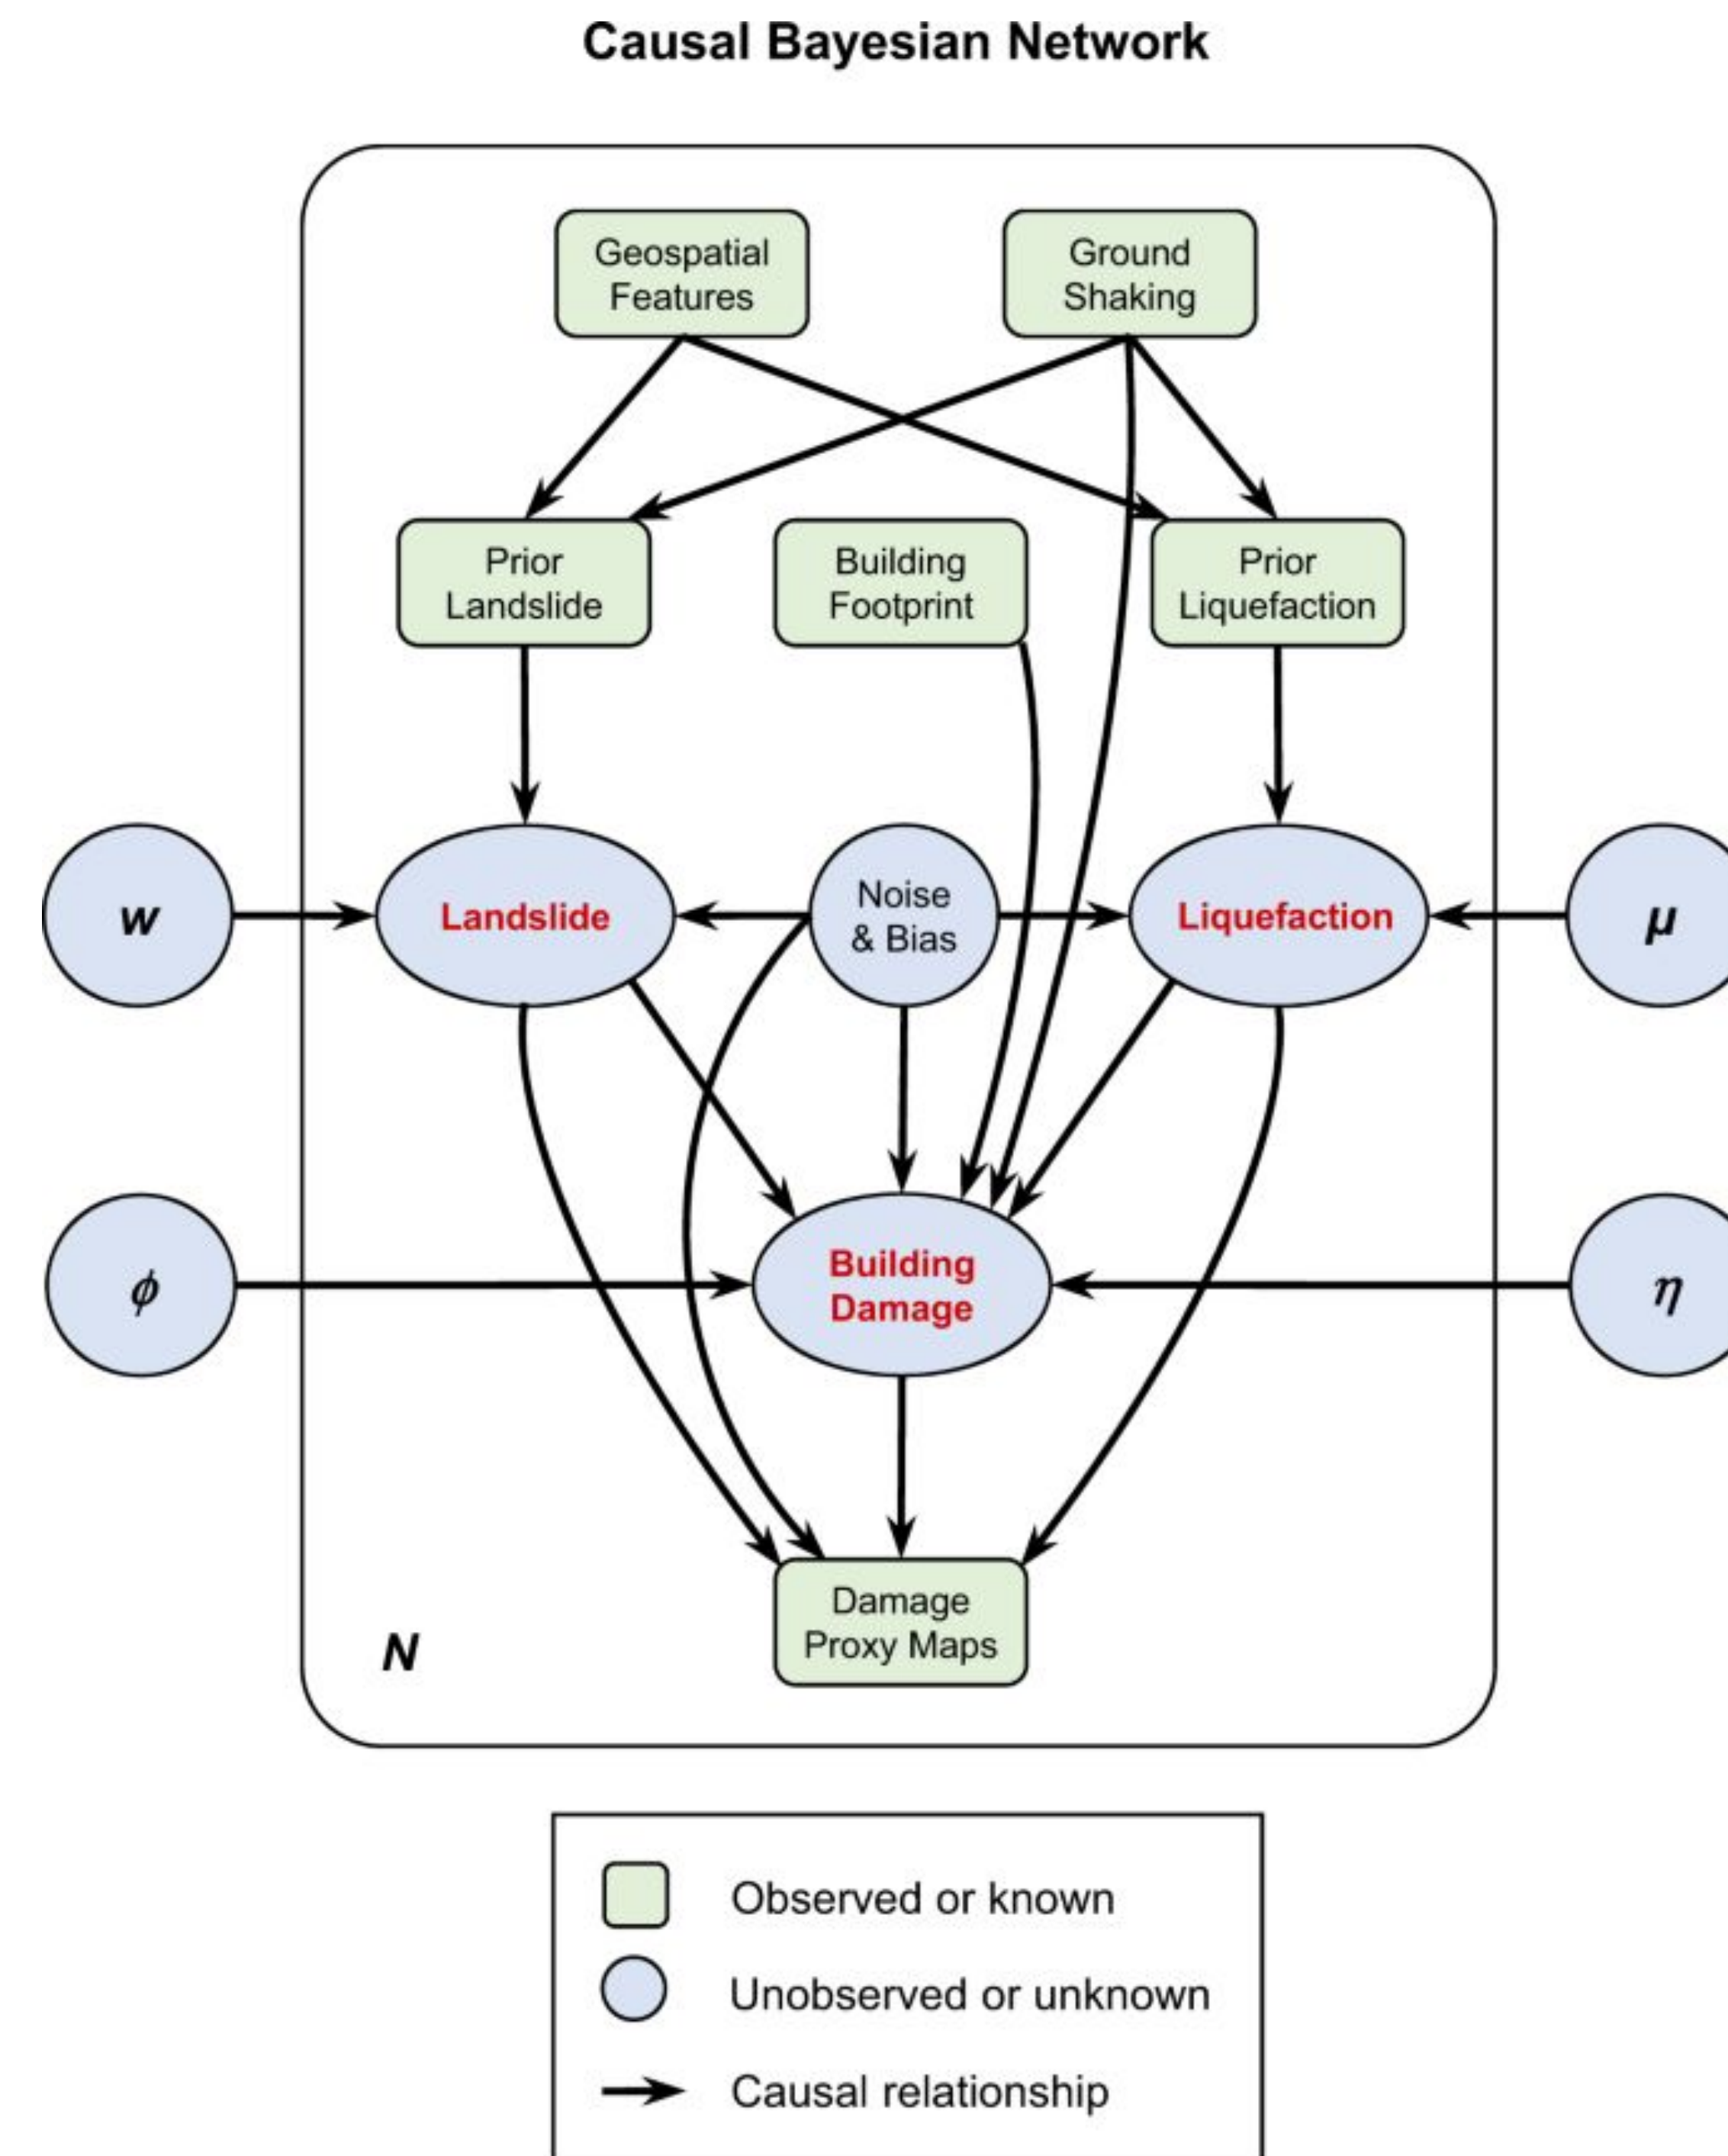 Causal Bayesian Network
Geospatial
Features
Ground
Shaking
Prior
Landslide
Building
Footprint
Prior
Liquefaction
w
Landslide
Noise
& Bias
Liquefaction
μ
ϕ
Building
Damage
η
Damage
Proxy Maps
N
Observed or known
Unobserved or unknown
Causal relationship